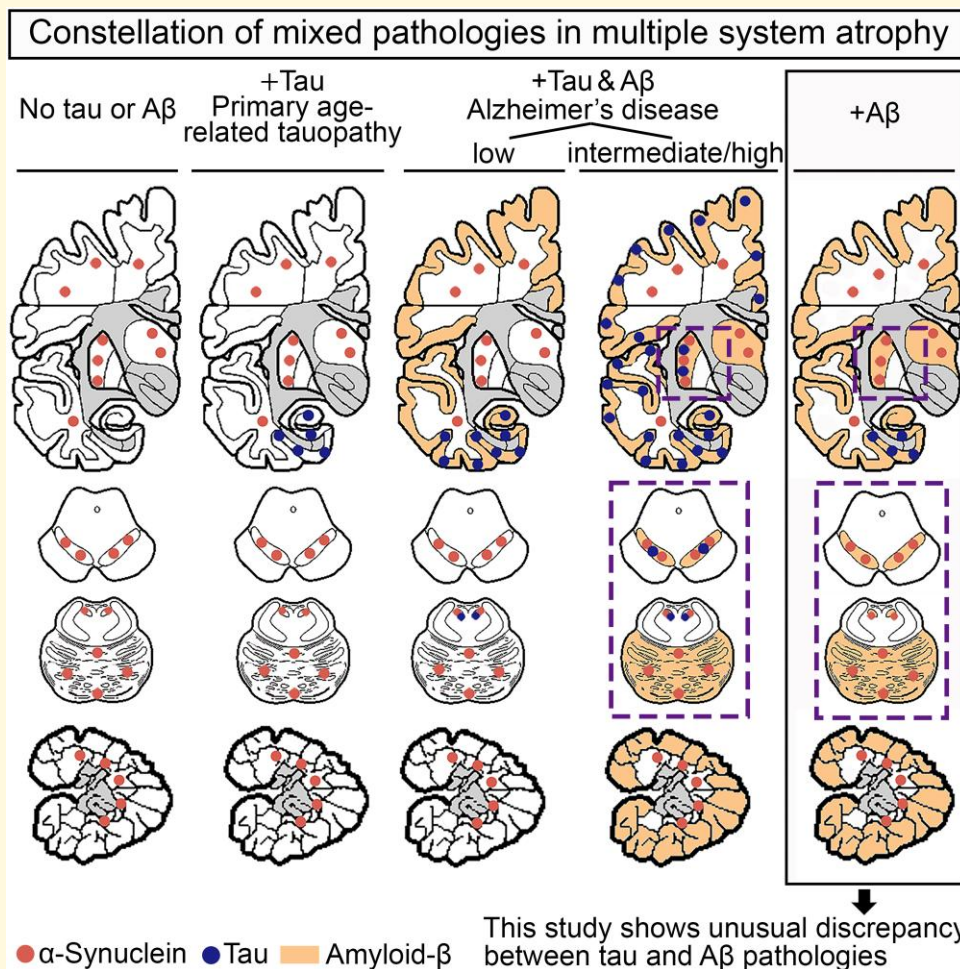 Constellation of mixed pathologies in multiple system atrophy
No tau or Aβ
+Tau
Primary age-
related tauopathy
+Tau & Aβ
Alzheimer's disease
low
intermediate/high
+Aβ
α-Synuclein
Tau
Amyloid-β
This study shows unusual discrepancy
between tau and Aβ pathologies